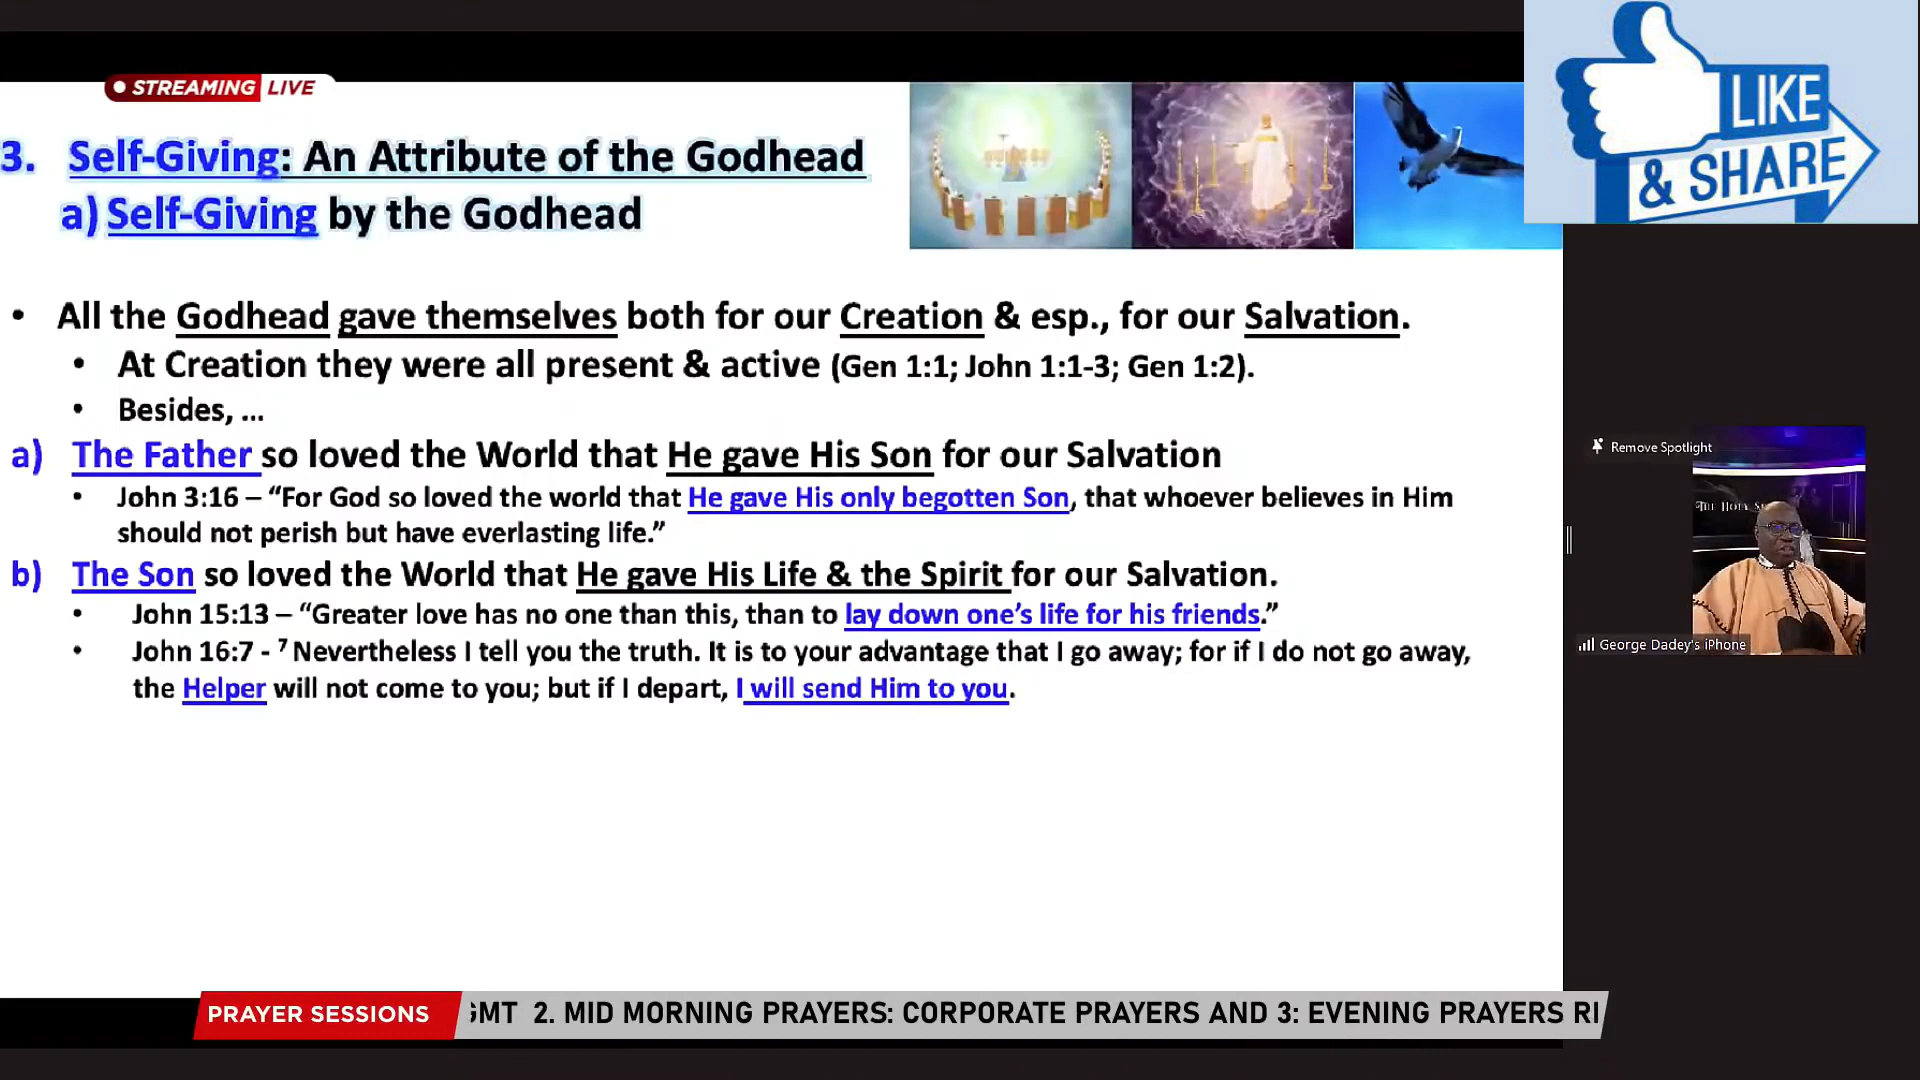 STREAMING LIVE
LIKE
& SHARE
3. Self-Giving: An Attribute of the Godhead
a) Self-Giving by the Godhead
• All the Godhead gave themselves both for our Creation & esp., for our Salvation.
• At Creation they were all present & active (Gen 1:1; John 1:1-3; Gen 1:2).
• Besides, ...
a) The Father so loved the World that He gave His Son for our Salvation
• John 3:16 – “For God so loved the world that He gave His only begotten Son, that whoever believes in Him
should not perish but have everlasting life.”
b) The Son so loved the World that He gave His Life & the Spirit for our Salvation.
• John 15:13 – “Greater love has no one than this, than to lay down one’s life for his friends.”
• John 16:7 - ⁷ Nevertheless I tell you the truth. It is to your advantage that I go away; for if I do not go away,
the Helper will not come to you; but if I depart, I will send Him to you.
Remove Spotlight
THE HOLY
George Dadey's iPhone
PRAYER SESSIONS
GMT 2. MID MORNING PRAYERS: CORPORATE PRAYERS AND 3: EVENING PRAYERS RI